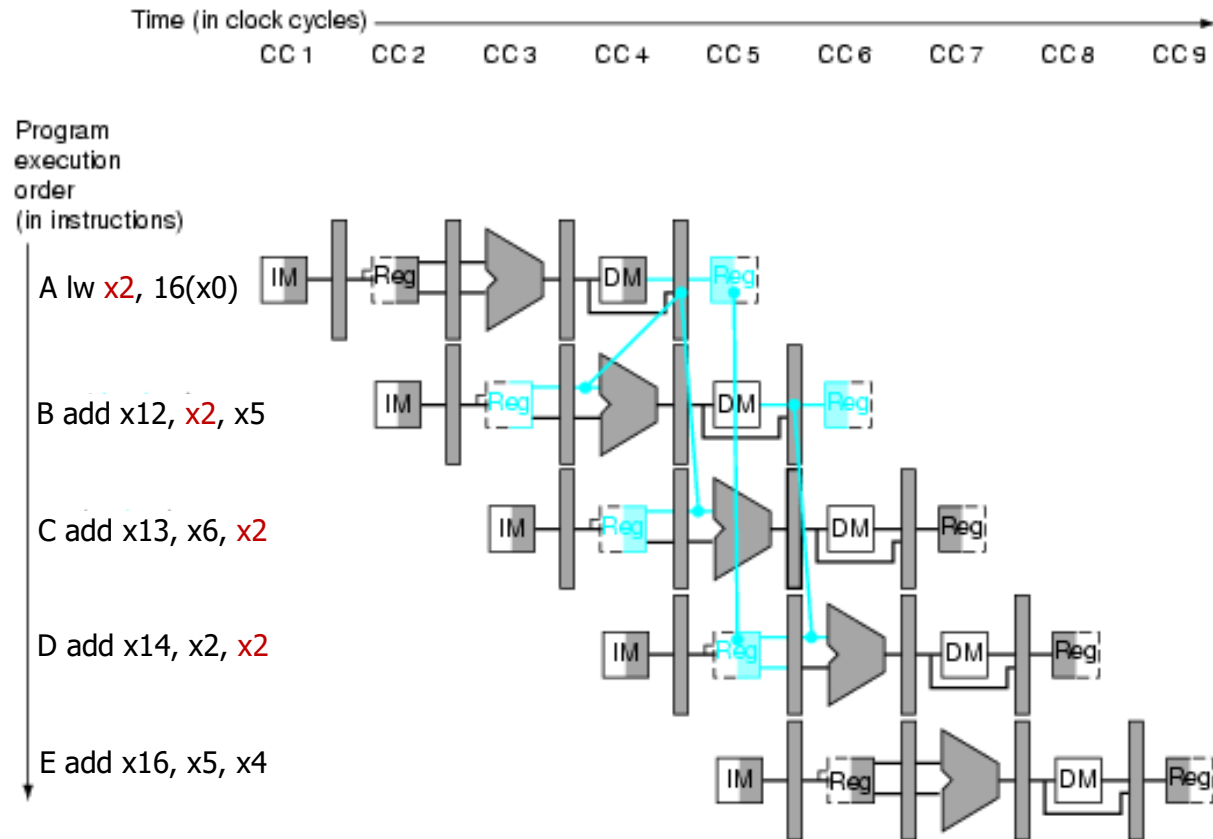 Time (in clock cycles)
CC 1 CC 2 CC 3 CC 4 CC 5 CC 6 CC 7 CC 8 CC 9
Program
execution
order
(in instructions)
A lw x2, 16(x0)
IM Reg DM Reg
B add x12, x2, x5
IM Reg DM Reg
C add x13, x6, x2
IM Reg DM Reg
D add x14, x2, x2
IM Reg DM Reg
E add x16, x5, x4
IM Reg DM Reg